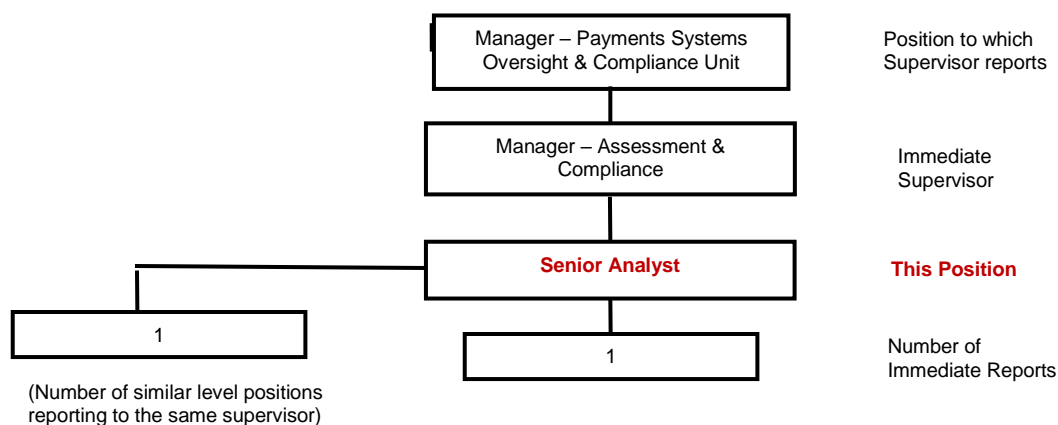 Manager – Payments Systems
Oversight & Compliance Unit
Position to which
Supervisor reports
Manager – Assessment &
Compliance
Immediate
Supervisor
Senior Analyst
This Position
1
1
Number of
Immediate Reports
(Number of similar level positions
reporting to the same supervisor)